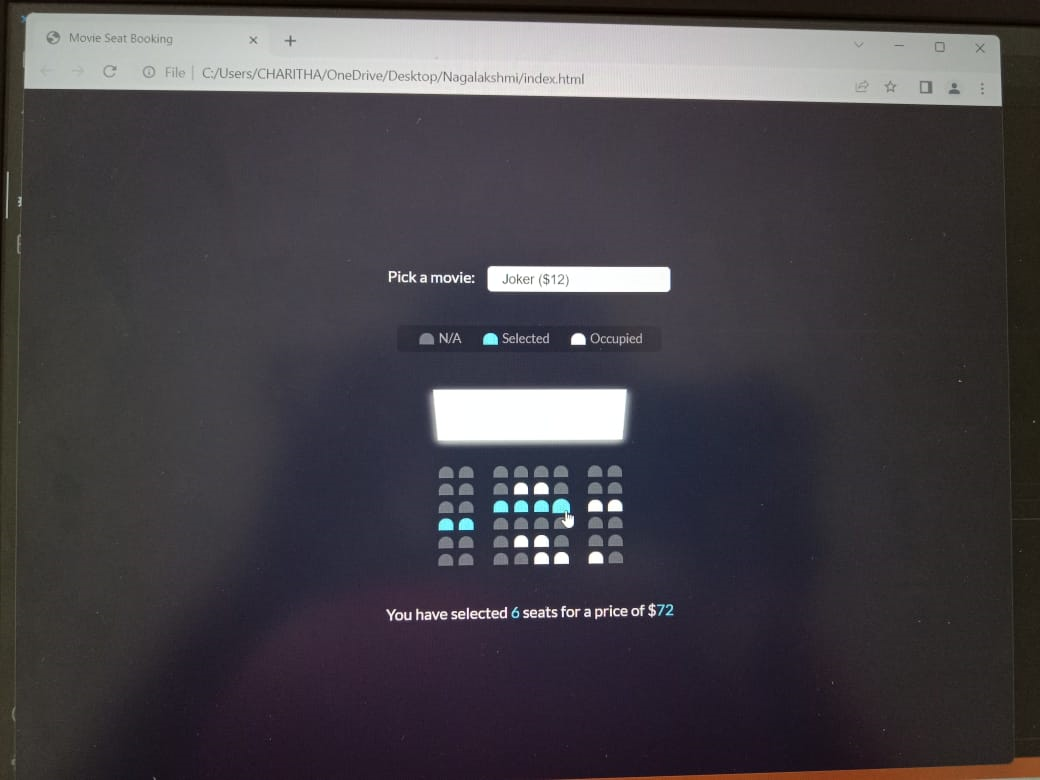 Movie Seat Booking
File C:/Users/CHARITHA/OneDrive/Desktop/Nagalakshmi/index.html
Pick a movie: Joker ($12)
N/A Selected Occupied
You have selected 6 seats for a price of $72